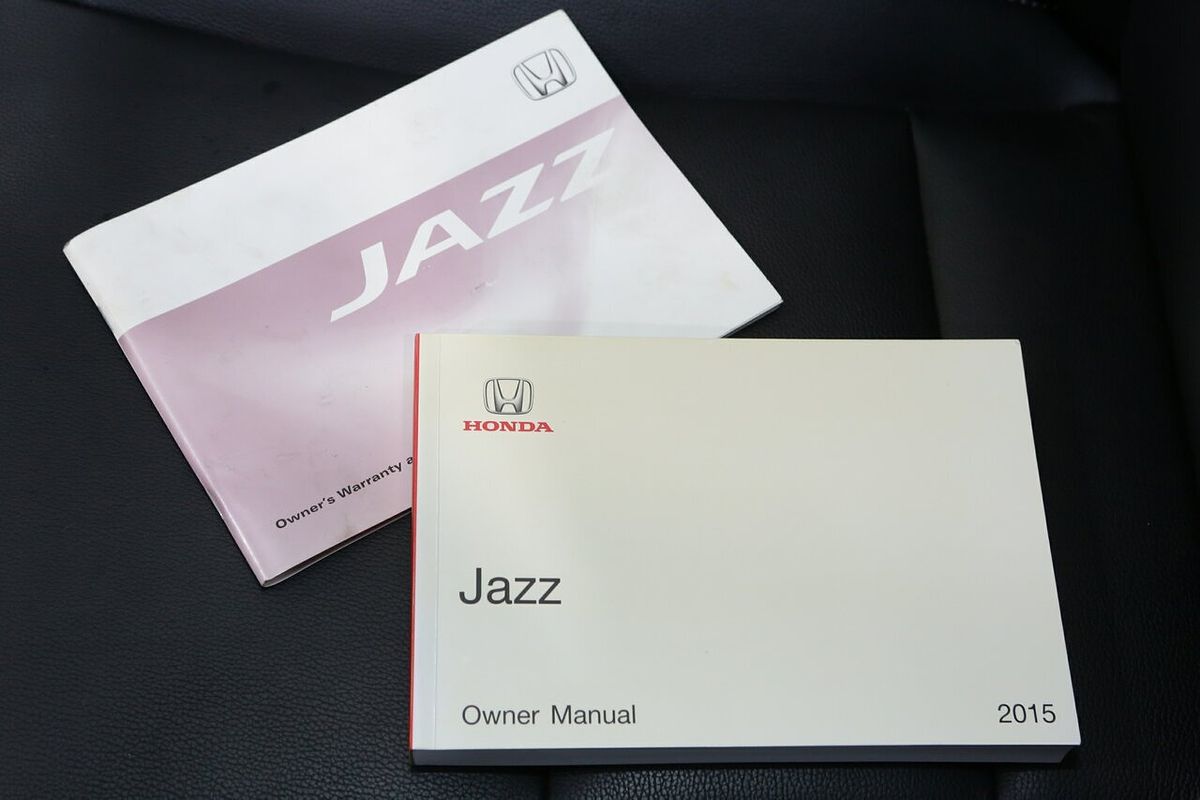 JAZZ
Owner's Warranty a
HONDA
Jazz
Owner Manual
2015